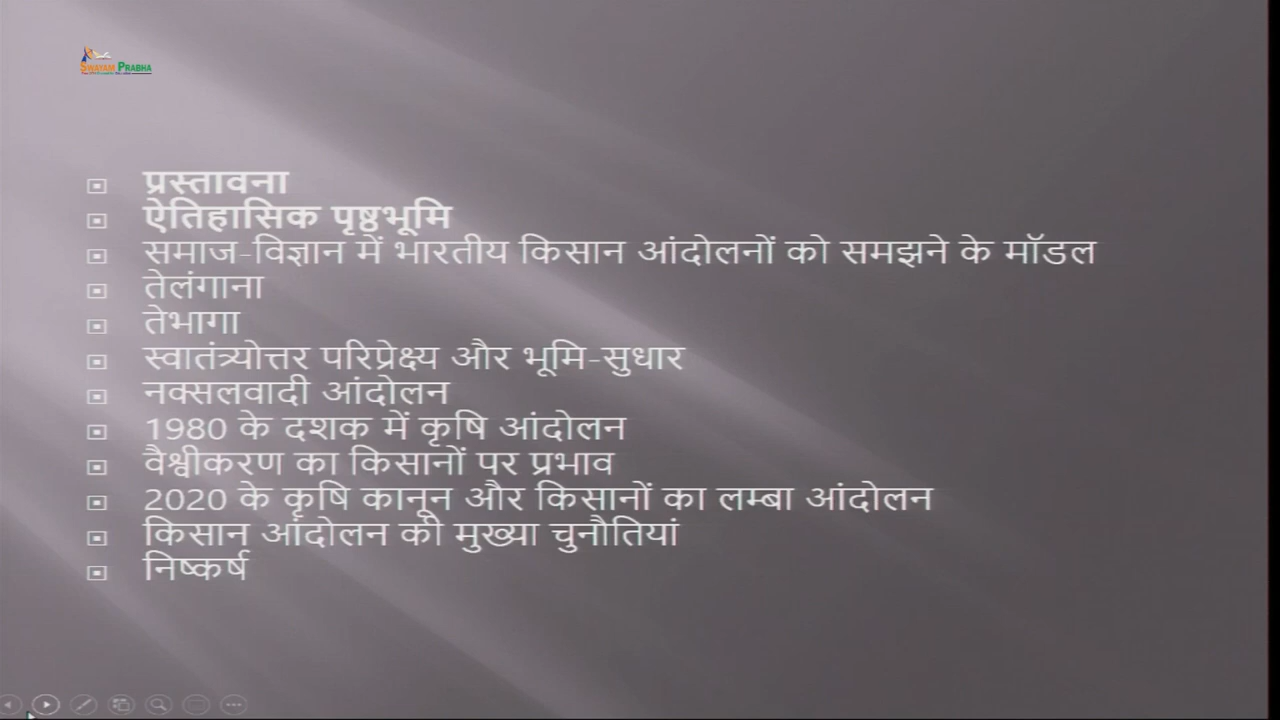 SWAYAM PRABHA
प्रस्तावना
ऐतिहासिक पृष्ठभूमि
समाज-विज्ञान में भारतीय किसान आंदोलनों को समझने के मॉडल
तेलंगाना
तेभागा
स्वातंत्र्योत्तर परिप्रेक्ष्य और भूमि-सुधार
नक्सलवादी आंदोलन
1980 के दशक में कृषि आंदोलन
वैश्वीकरण का किसानों पर प्रभाव
2020 के कृषि कानून और किसानों का लम्बा आंदोलन
किसान आंदोलन की मुख्या चुनौतियां
निष्कर्ष